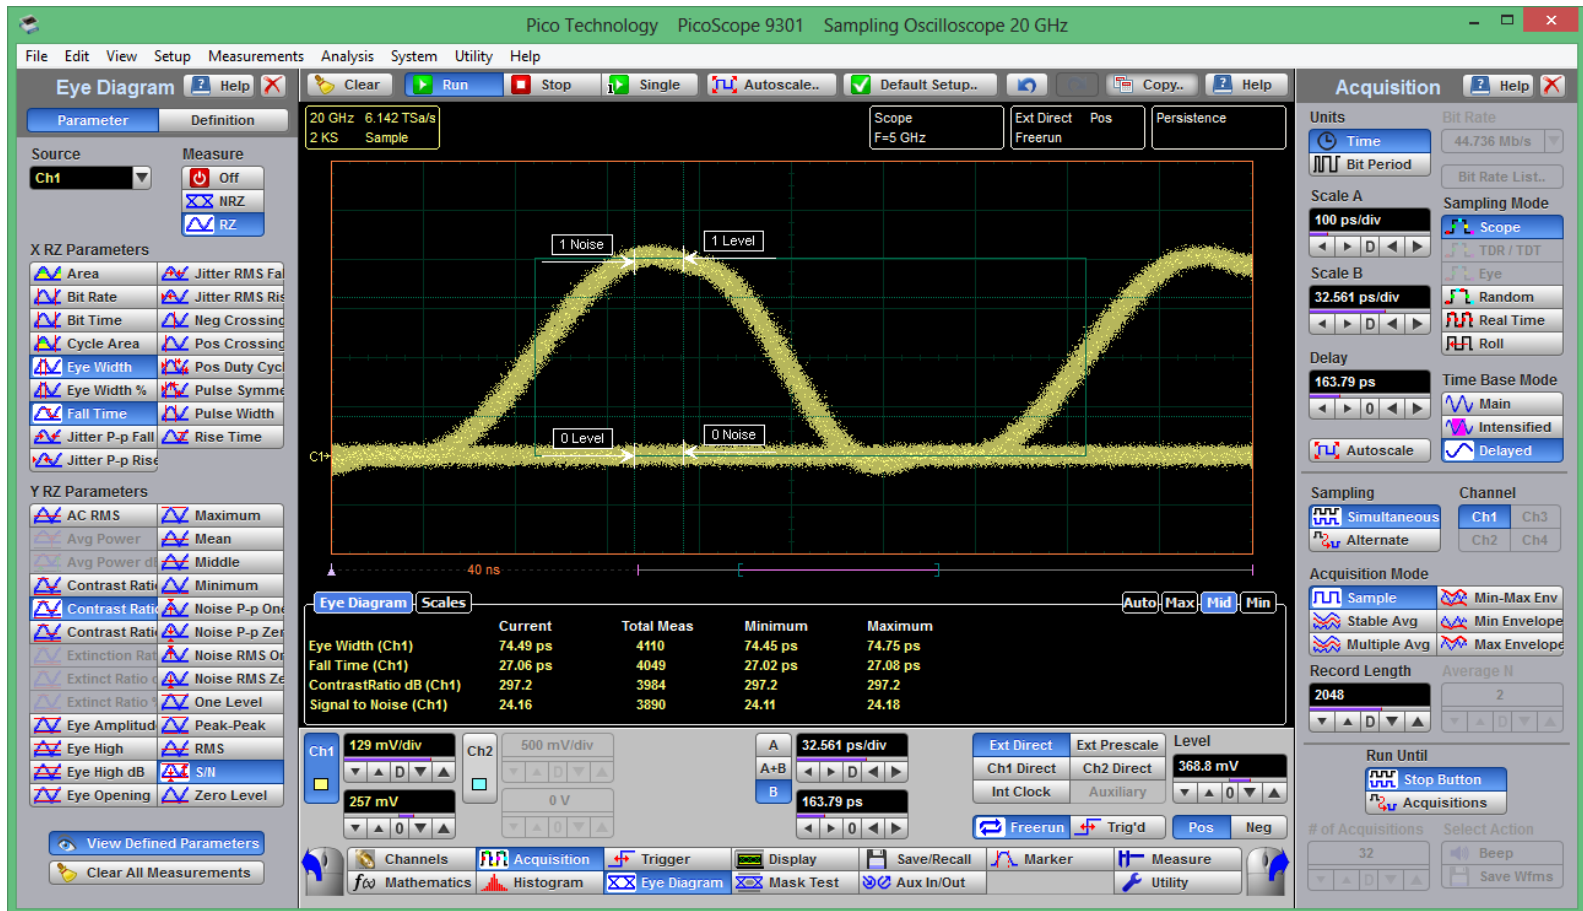 Pico Technology PicoScope 9301 Sampling Oscilloscope 20 GHz
File Edit View Setup Measurements Analysis System Utility Help
Eye Diagram Help
Parameter Definition
Source Measure
Ch1 Off
NRZ
RZ
X RZ Parameters
Area Jitter RMS Fal
Bit Rate Jitter RMS Ris
Bit Time Neg Crossing
Cycle Area Pos Crossing
Eye Width Pos Duty Cycl
Eye Width % Pulse Symme
Fall Time Pulse Width
Jitter P-p Fall Rise Time
Jitter P-p Rise
Y RZ Parameters
AC RMS Maximum
Avg Power Mean
Avg Power dB Middle
Contrast Ratio Minimum
Contrast Ratio Noise P-p One
Contrast Ratio Noise P-p Zer
Extinction Rat Noise RMS On
Extinct Ratio Noise RMS Ze
Extinct Ratio % One Level
Eye Amplitud Peak-Peak
Eye High RMS
Eye High dB S/N
Eye Opening Zero Level
View Defined Parameters
Clear All Measurements
Clear Run Stop Single Autoscale.. Default Setup.. Copy.. Help
20 GHz 6.142 TSa/s
2 KS Sample
Scope
F=5 GHz
Ext Direct Pos
Freerun
Persistence
1 Noise 1 Level
0 Level 0 Noise
C1
40 ns
Eye Diagram Scales Auto Max Mid Min
Current Total Meas Minimum Maximum
Eye Width (Ch1) 74.49 ps 4110 74.45 ps 74.75 ps
Fall Time (Ch1) 27.06 ps 4049 27.02 ps 27.08 ps
ContrastRatio dB (Ch1) 297.2 3984 297.2 297.2
Signal to Noise (Ch1) 24.16 3890 24.11 24.18
Ch1 129 mV/div D
257 mV 0
Ch2 500 mV/div D
0 V 0
A 32.561 ps/div
A+B D
B 163.79 ps
0
Ext Direct Ext Prescale Level
Ch1 Direct Ch2 Direct 368.8 mV
Int Clock Auxiliary 0
Freerun Trig'd Pos Neg
Channels Acquisition Trigger Display Save/Recall Marker Measure
f∞ Mathematics Histogram Eye Diagram Mask Test Aux In/Out Utility
Acquisition Help
Units Bit Rate
Time 44.736 Mb/s
Bit Period Bit Rate List..
Scale A Sampling Mode
100 ps/div Scope
D TDR / TDT
Scale B Eye
32.561 ps/div Random
D Real Time
Roll
Delay
163.79 ps Time Base Mode
0 Main
Intensified
Autoscale Delayed
Sampling Channel
Simultaneous Ch1 Ch3
Alternate Ch2 Ch4
Acquisition Mode
Sample Min-Max Env
Stable Avg Min Envelope
Multiple Avg Max Envelope
Record Length Average N
2048 2
D D
Run Until
Stop Button
Acquisitions
# of Acquisitions Select Action
32 Beep
D Save Wfms